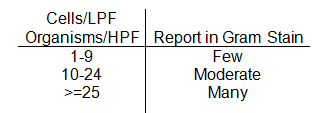 Cells/LPF
Organisms/HPF Report in Gram Stain
1-9 Few
10-24 Moderate
>=25 Many